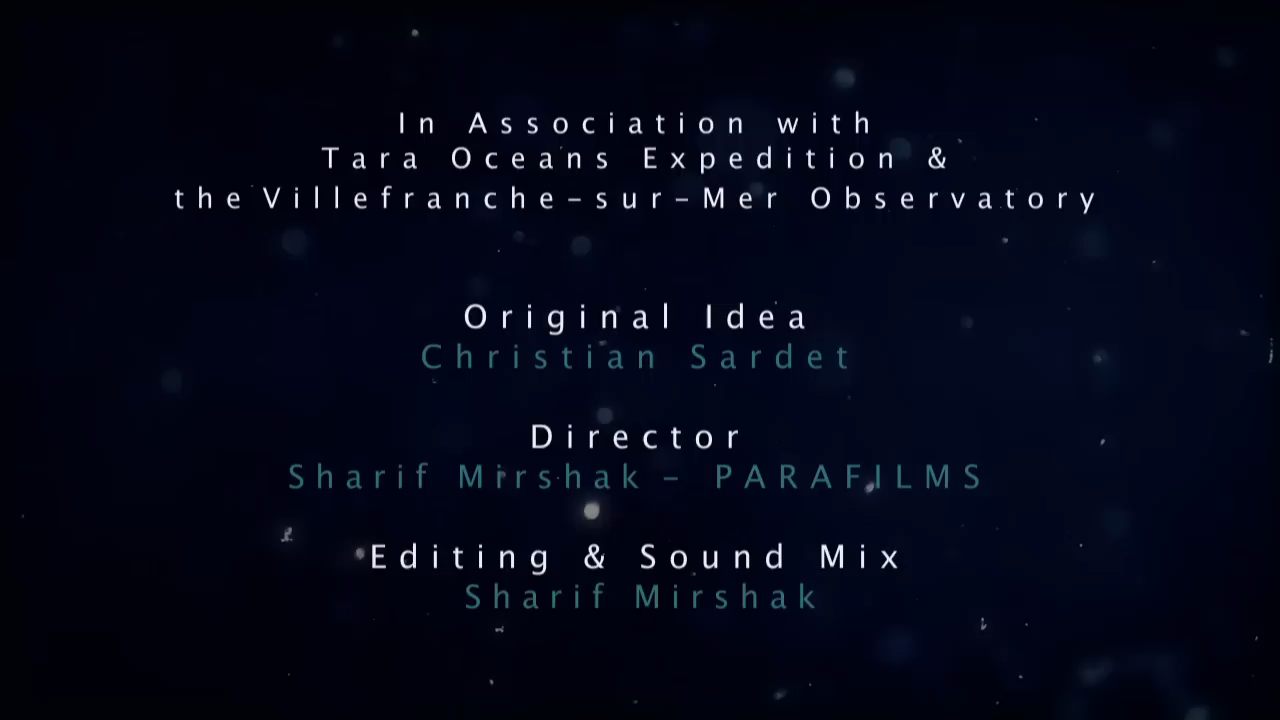 In Association with
Tara Oceans Expedition &
the Villefranche-sur-Mer Observatory
Original Idea
Christian Sardet
Director
Sharif Mirshak - PARAFILMS
Editing & Sound Mix
Sharif Mirshak